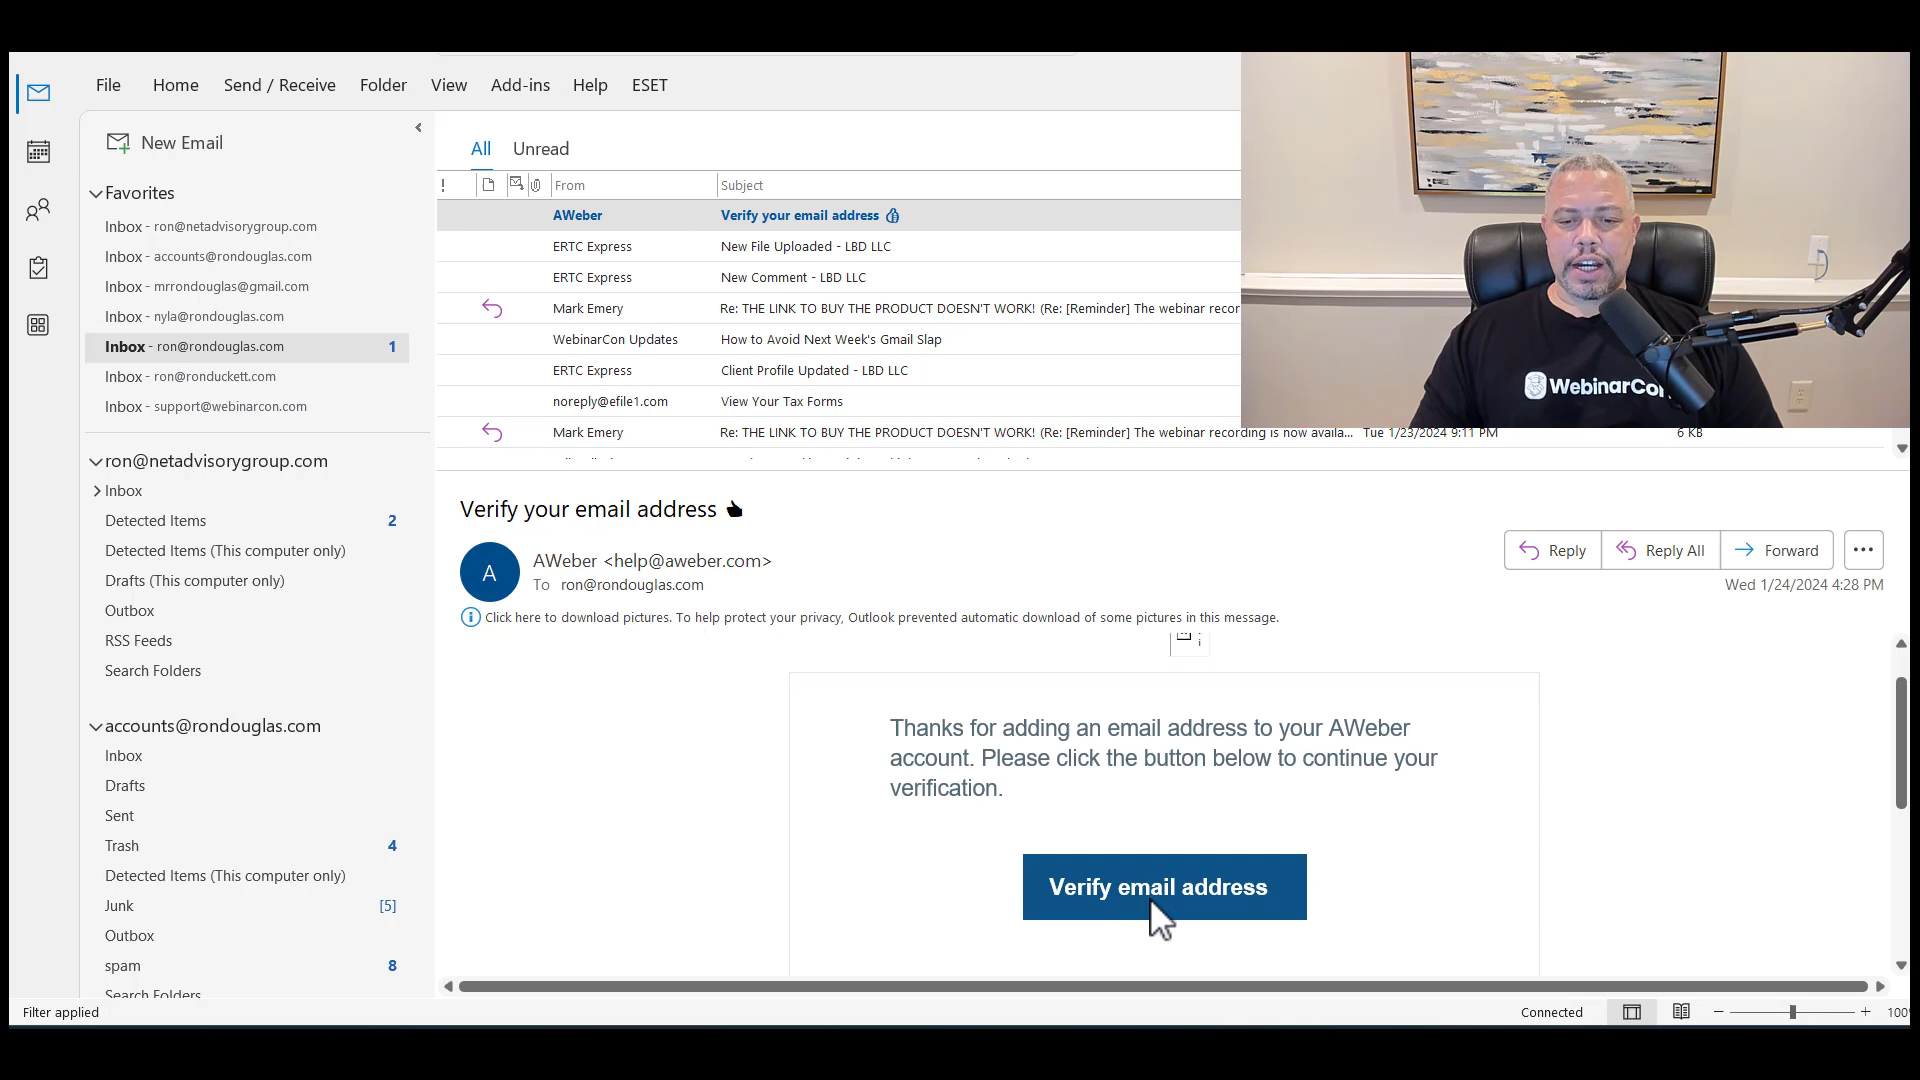 File Home Send / Receive Folder View Add-ins Help ESET
New Email
Favorites
Inbox - ron@netadvisorygroup.com
Inbox - accounts@rondouglas.com
Inbox - mrrondouglas@gmail.com
Inbox - nyla@rondouglas.com
Inbox - ron@rondouglas.com 1
Inbox - ron@ronduckett.com
Inbox - support@webinarcon.com
ron@netadvisorygroup.com
Inbox
Detected Items 2
Detected Items (This computer only)
Drafts (This computer only)
Outbox
RSS Feeds
Search Folders
accounts@rondouglas.com
Inbox
Drafts
Sent
Trash 4
Detected Items (This computer only)
Junk [5]
Outbox
spam 8
Search Folders
All Unread
! From Subject
AWeber Verify your email address
ERTC Express New File Uploaded - LBD LLC
ERTC Express New Comment - LBD LLC
Mark Emery Re: THE LINK TO BUY THE PRODUCT DOESN'T WORK! (Re: [Reminder] The webinar recor
WebinarCon Updates How to Avoid Next Week's Gmail Slap
ERTC Express Client Profile Updated - LBD LLC
noreply@efile1.com View Your Tax Forms
Mark Emery Re: THE LINK TO BUY THE PRODUCT DOESN'T WORK! (Re: [Reminder] The webinar recording is now availa... Tue 1/23/2024 9:11 PM 6 KB
WebinarCo
Verify your email address
A
AWeber <help@aweber.com>
To ron@rondouglas.com
Reply Reply All Forward ...
Wed 1/24/2024 4:28 PM
Click here to download pictures. To help protect your privacy, Outlook prevented automatic download of some pictures in this message.
Thanks for adding an email address to your AWeber
account. Please click the button below to continue your
verification.
Verify email address
Filter applied Connected 100